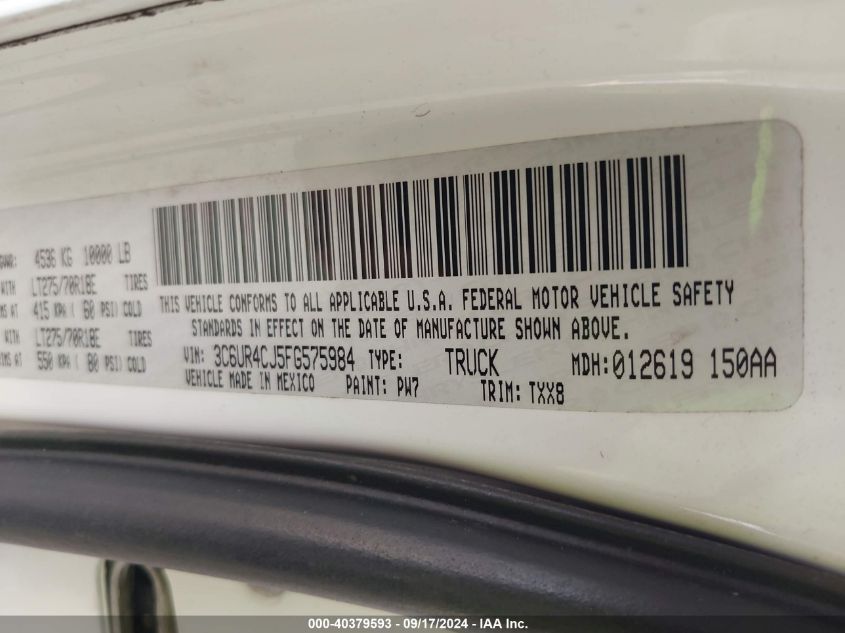 4536 KG 10000 LB
WITH LT275/70R18E TIRES
415 KPA ( 60 PSI) COLD
WITH LT275/70R18E TIRES
550 KPA ( 80 PSI) COLD
THIS VEHICLE CONFORMS TO ALL APPLICABLE U.S.A. FEDERAL MOTOR VEHICLE SAFETY
STANDARDS IN EFFECT ON THE DATE OF MANUFACTURE SHOWN ABOVE.
VIN: 3C6UR4CJ5FG575984 TYPE: TRUCK MDH:012619 150AA
VEHICLE MADE IN MEXICO PAINT: PW7 TRIM: TXX8
000-40379593 - 09/17/2024 - IAA Inc.